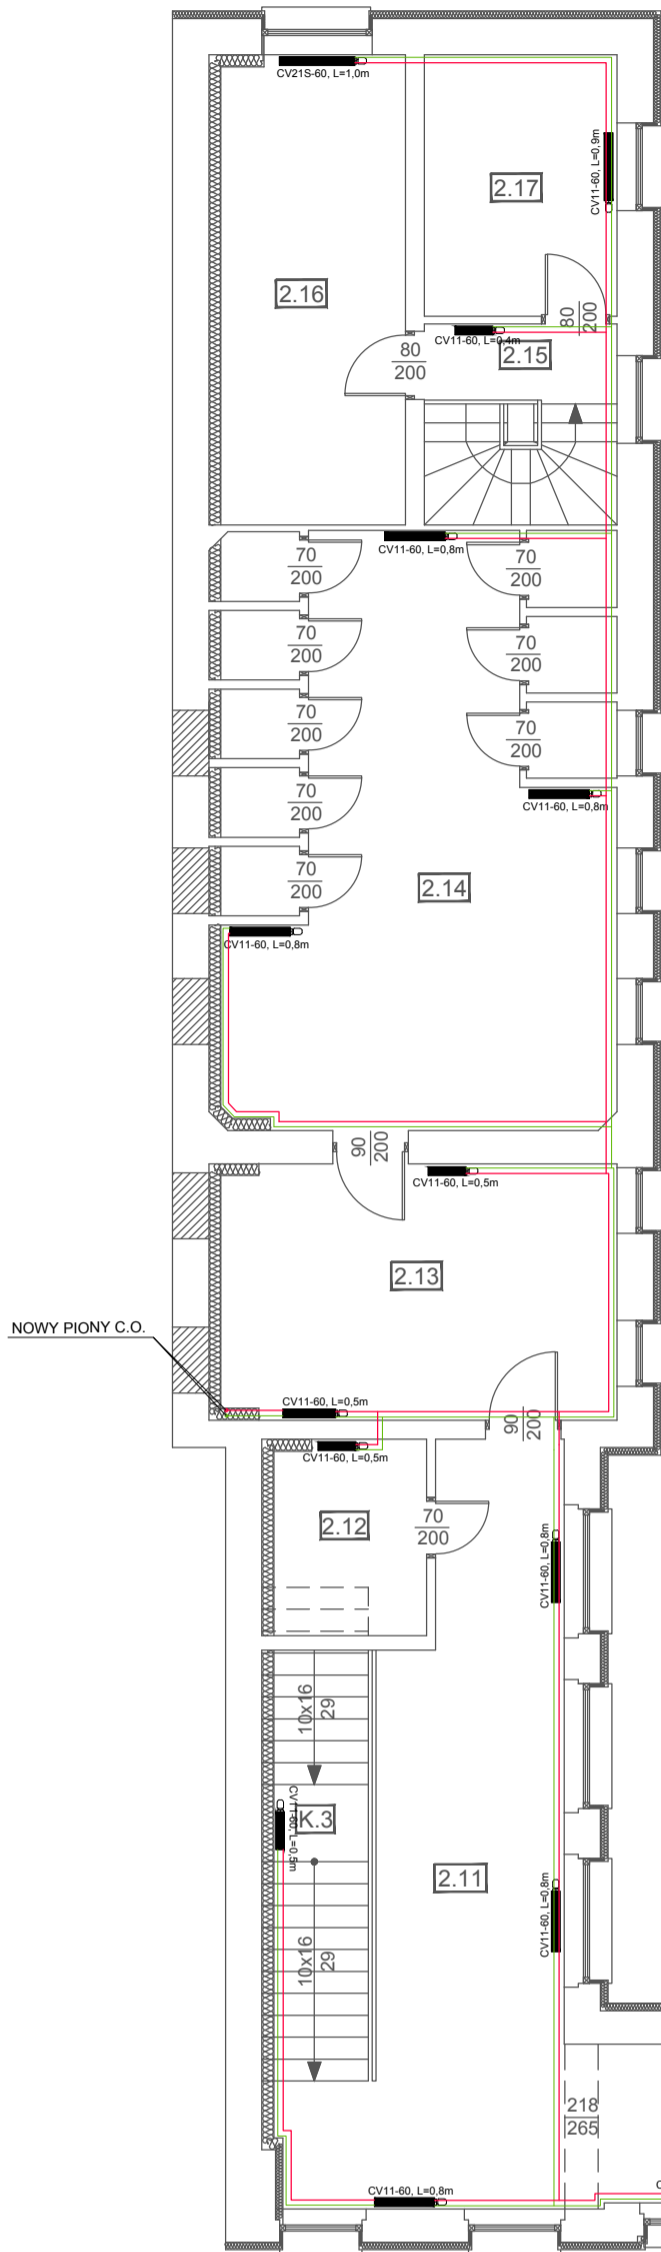 CV21S-60, L=1,0m
CV11-60, L=0,9m
2.17
2.16
80
200
CV11-60, L=0,4m
2.15
80
200
CV11-60, L=0,8m
70
200
70
200
70
200
70
200
70
200
70
200
70
200
70
200
CV11-60, L=0,8m
2.14
CV11-60, L=0,8m
90
200
CV11-60, L=0,5m
2.13
NOWY PIONY C.O.
CV11-60, L=0,5m
90
200
CV11-60, L=0,5m
2.12
70
200
CV11-60, L=0,8m
10x16
29
CV11-60, L=0,5m
K.3
2.11
CV11-60, L=0,8m
10x16
29
218
265
CV11-60, L=0,8m
C